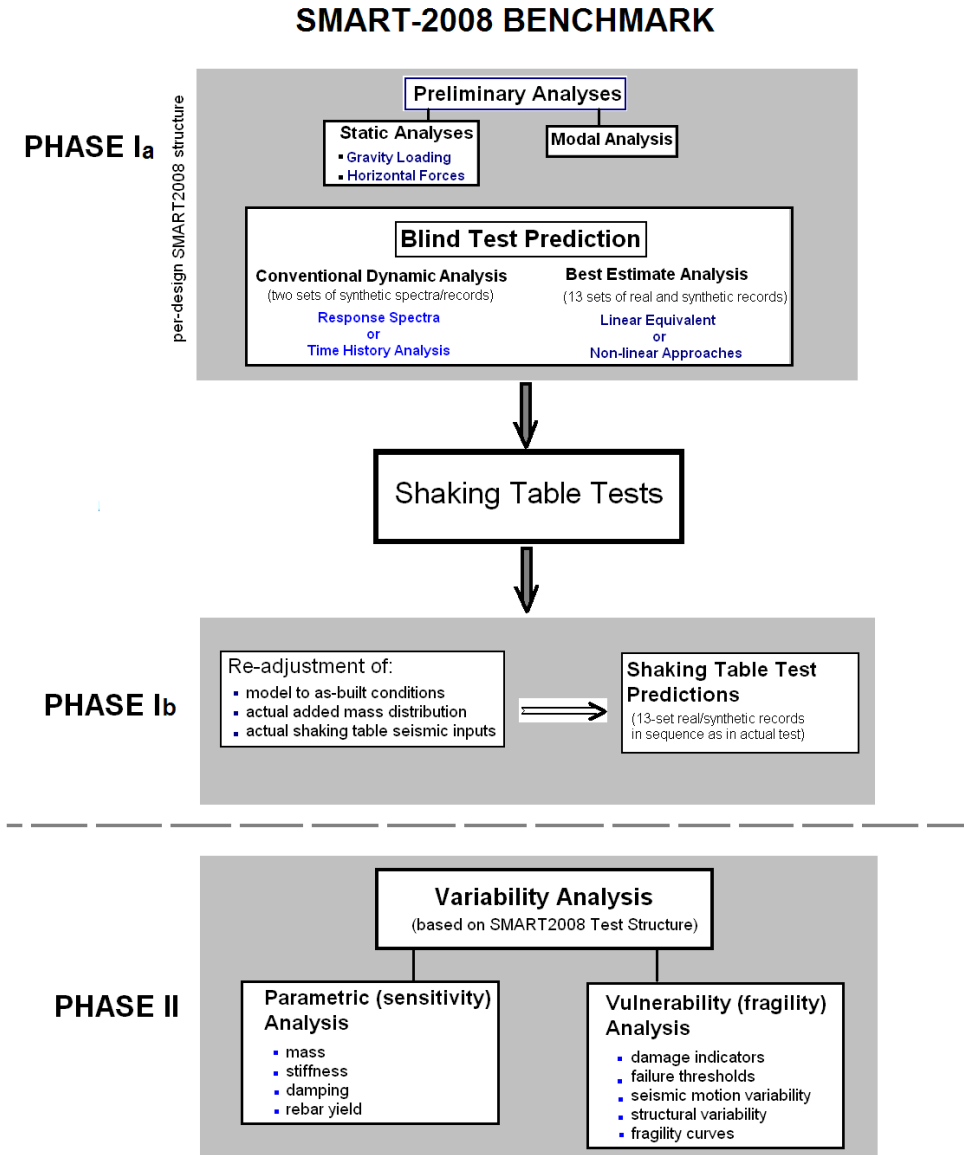 SMART-2008 BENCHMARK
PHASE Ia
per-design SMART2008 structure
Preliminary Analyses
Static Analyses
Gravity Loading
Horizontal Forces
Modal Analysis
Blind Test Prediction
Conventional Dynamic Analysis
(two sets of synthetic spectra/records)
Response Spectra
or
Time History Analysis
Best Estimate Analysis
(13 sets of real and synthetic records)
Linear Equivalent
or
Non-linear Approaches
Shaking Table Tests
PHASE Ib
Re-adjustment of:
model to as-built conditions
actual added mass distribution
actual shaking table seismic inputs
Shaking Table Test
Predictions
(13-set real/synthetic records
in sequence as in actual test)
PHASE II
Variability Analysis
(based on SMART2008 Test Structure)
Parametric (sensitivity)
Analysis
mass
stiffness
damping
rebar yield
Vulnerability (fragility)
Analysis
damage indicators
failure thresholds
seismic motion variability
structural variability
fragility curves